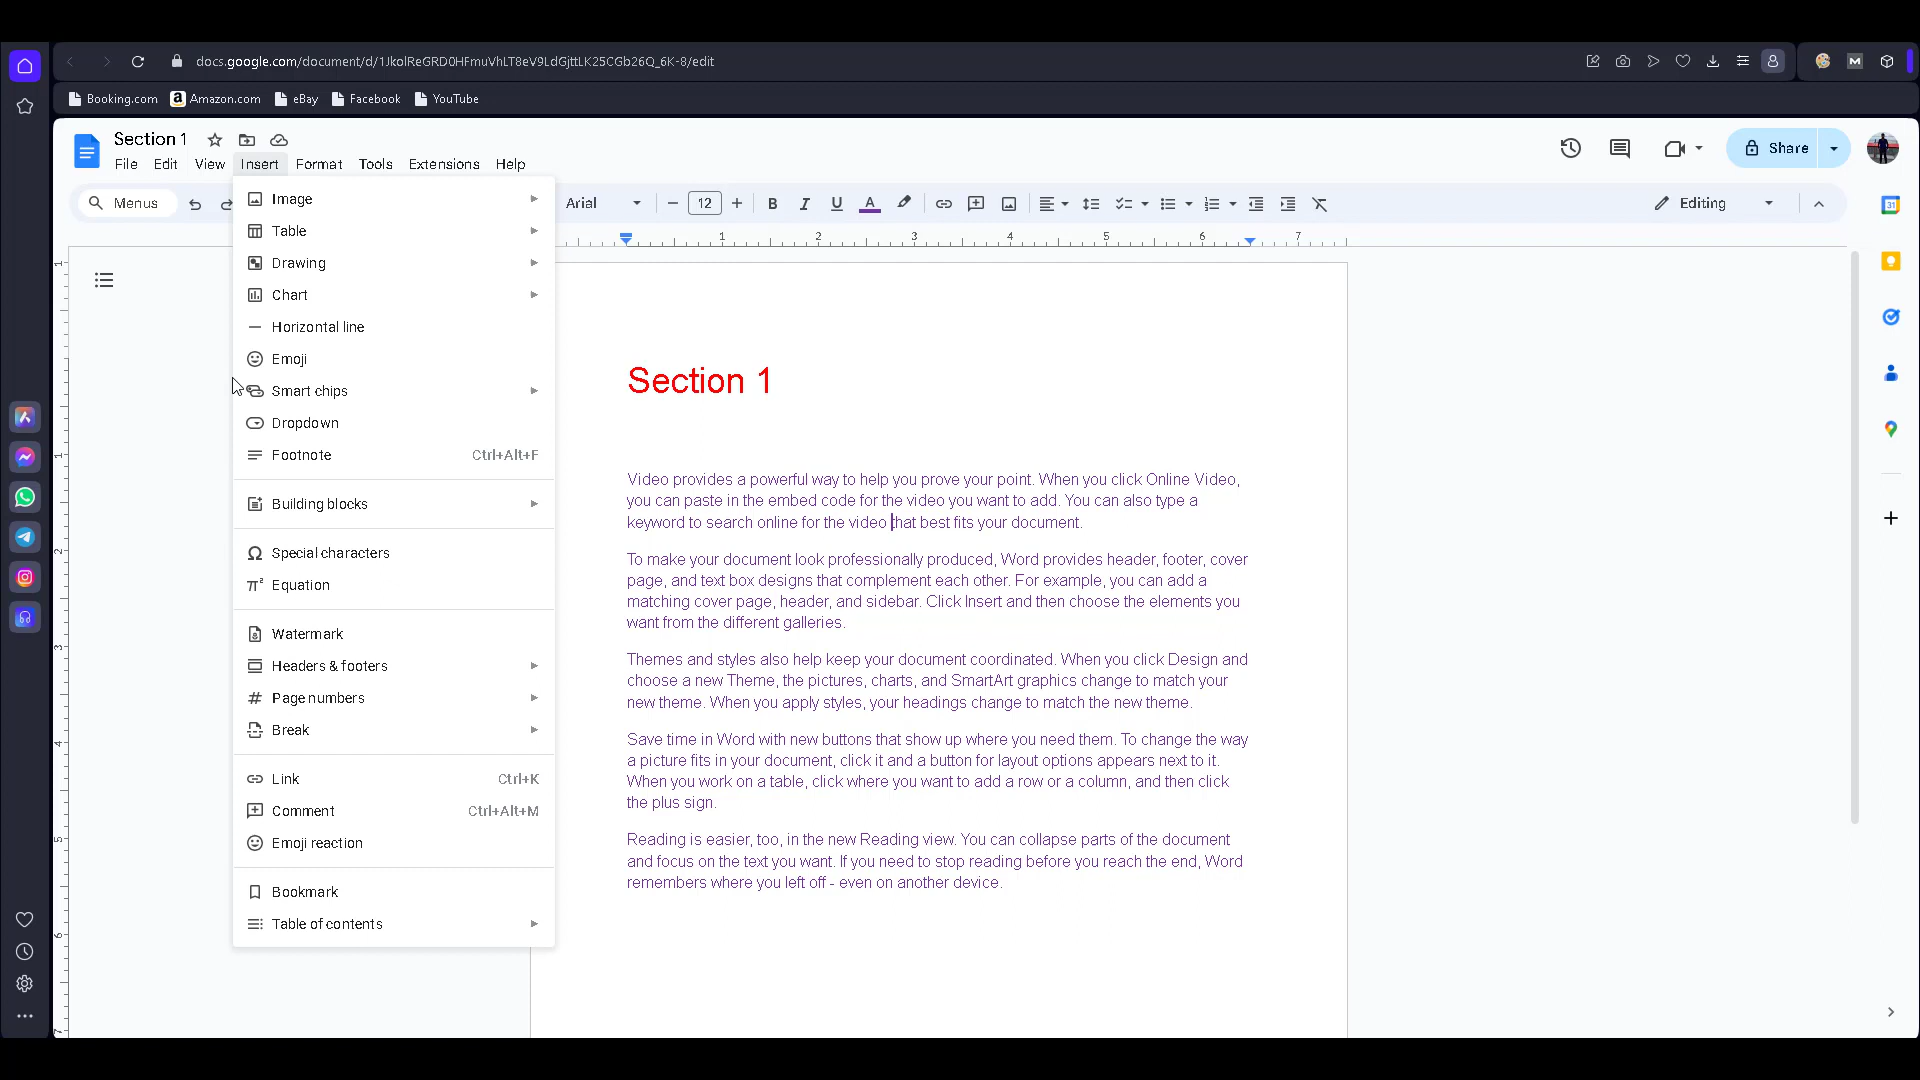 docs.google.com/document/d/1JkolReGRD0HFmuVhLT8eV9LdGjttLK25CGb26Q_6K-8/edit
Booking.com
Amazon.com
eBay
Facebook
YouTube
Section 1
File Edit View Insert Format Tools Extensions Help
Share
Menus
Arial
12
Editing
1 2 3 4 5 6 7
Image
Table
Drawing
Chart
Horizontal line
Emoji
Smart chips
Dropdown
Footnote Ctrl+Alt+F
Building blocks
Special characters
Equation
Watermark
Headers & footers
Page numbers
Break
Link Ctrl+K
Comment Ctrl+Alt+M
Emoji reaction
Bookmark
Table of contents
Section 1
Video provides a powerful way to help you prove your point. When you click Online Video,
you can paste in the embed code for the video you want to add. You can also type a
keyword to search online for the video that best fits your document.
To make your document look professionally produced, Word provides header, footer, cover
page, and text box designs that complement each other. For example, you can add a
matching cover page, header, and sidebar. Click Insert and then choose the elements you
want from the different galleries.
Themes and styles also help keep your document coordinated. When you click Design and
choose a new Theme, the pictures, charts, and SmartArt graphics change to match your
new theme. When you apply styles, your headings change to match the new theme.
Save time in Word with new buttons that show up where you need them. To change the way
a picture fits in your document, click it and a button for layout options appears next to it.
When you work on a table, click where you want to add a row or a column, and then click
the plus sign.
Reading is easier, too, in the new Reading view. You can collapse parts of the document
and focus on the text you want. If you need to stop reading before you reach the end, Word
remembers where you left off - even on another device.